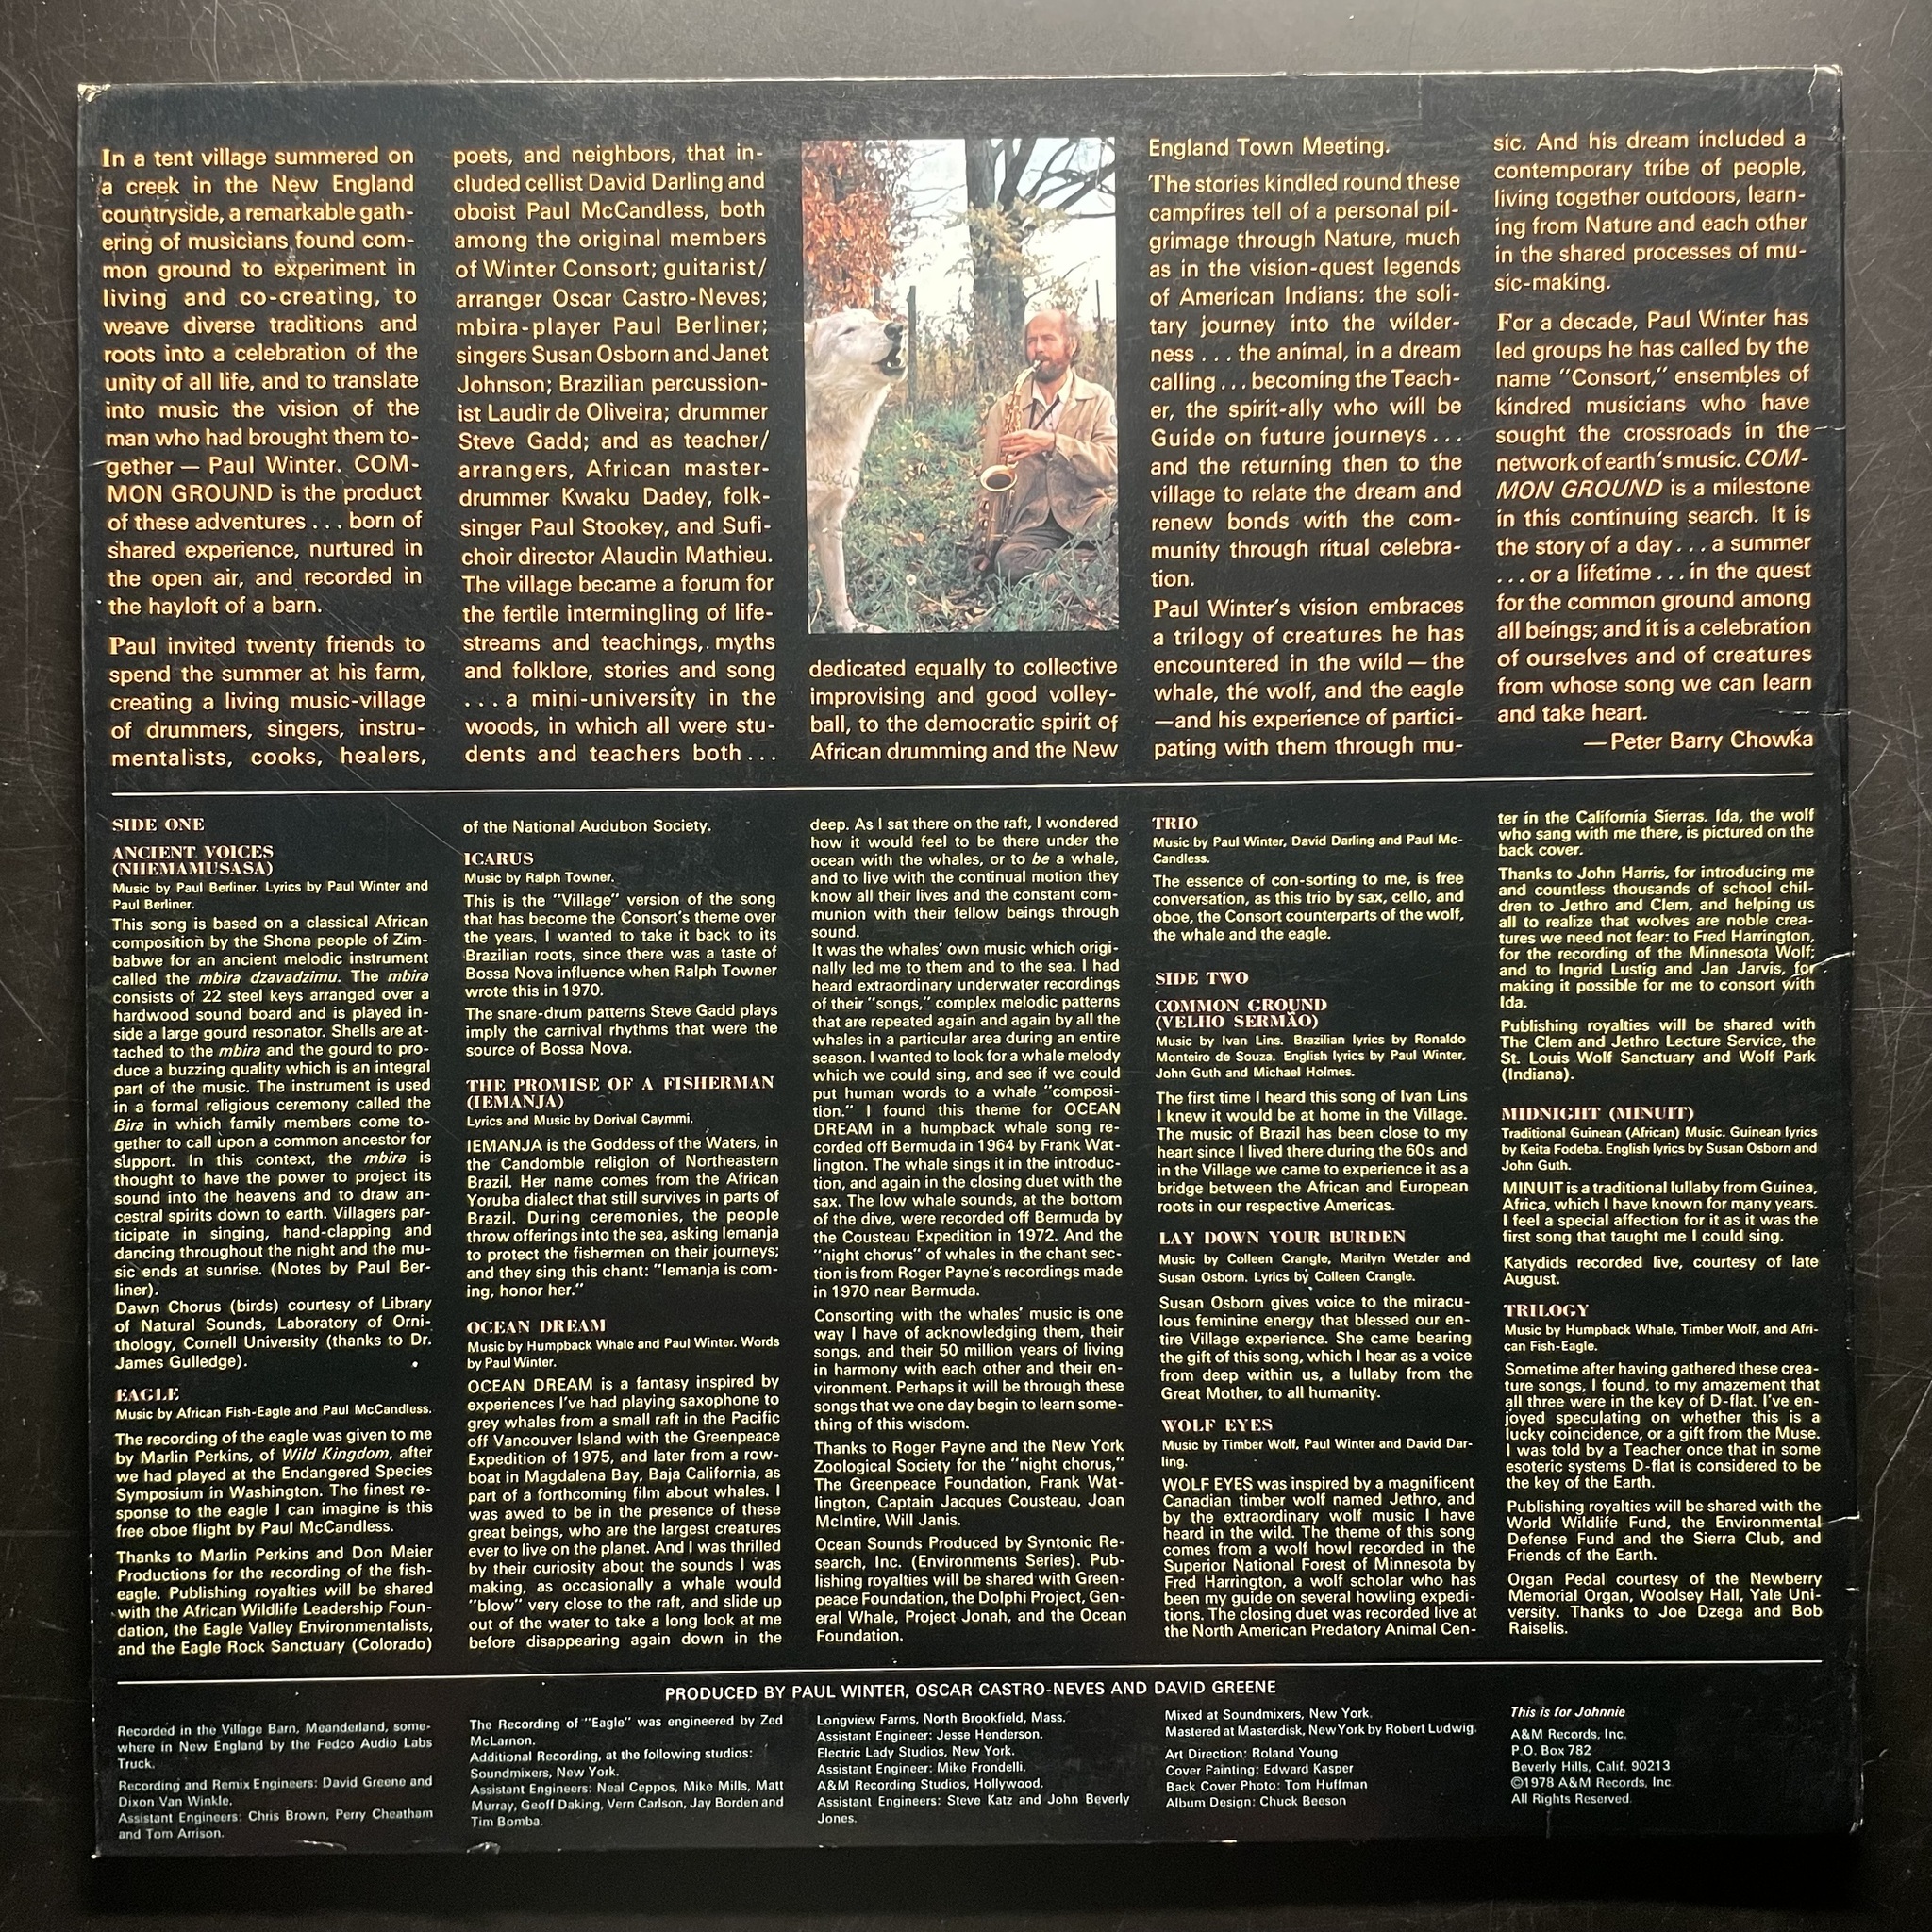 In a tent village summered on
a creek in the New England
countryside, a remarkable gath-
ering of musicians found com-
mon ground to experiment in
living and co-creating, to
weave diverse traditions and
roots into a celebration of the
unity of all life, and to translate
into music the vision of the
man who had brought them to-
gether — Paul Winter. COM-
MON GROUND is the product
of these adventures . . . born of
shared experience, nurtured in
the open air, and recorded in
the hayloft of a barn.
Paul invited twenty friends to
spend the summer at his farm,
creating a living music-village
of drummers, singers, instru-
mentalists, cooks, healers,
poets, and neighbors, that in-
cluded cellist David Darling and
oboist Paul McCandless, both
among the original members
of Winter Consort; guitarist/
arranger Oscar Castro-Neves;
mbira-player Paul Berliner;
singers Susan Osborn and Janet
Johnson; Brazilian percussion-
ist Laudir de Oliveira; drummer
Steve Gadd; and as teacher/
arrangers, African master-
drummer Kwaku Dadey, folk-
singer Paul Stookey, and Sufi-
choir director Alaudin Mathieu.
The village became a forum for
the fertile intermingling of life-
streams and teachings, myths
and folklore, stories and song
. . . a mini-university in the
woods, in which all were stu-
dents and teachers both . . .
dedicated equally to collective
improvising and good volley-
ball, to the democratic spirit of
African drumming and the New
England Town Meeting.
The stories kindled round these
campfires tell of a personal pil-
grimage through Nature, much
as in the vision-quest legends
of American Indians: the soli-
tary journey into the wilder-
ness . . . the animal, in a dream
calling . . . becoming the Teach-
er, the spirit-ally who will be
Guide on future journeys . . .
and the returning then to the
village to relate the dream and
renew bonds with the com-
munity through ritual celebra-
tion.
Paul Winter's vision embraces
a trilogy of creatures he has
encountered in the wild — the
whale, the wolf, and the eagle
—and his experience of partici-
pating with them through mu-
sic. And his dream included a
contemporary tribe of people,
living together outdoors, learn-
ing from Nature and each other
in the shared processes of mu-
sic-making.
For a decade, Paul Winter has
led groups he has called by the
name "Consort," ensembles of
kindred musicians who have
sought the crossroads in the
network of earth's music. COM-
MON GROUND is a milestone
in this continuing search. It is
the story of a day . . . a summer
. . . or a lifetime . . . in the quest
for the common ground among
all beings; and it is a celebration
of ourselves and of creatures
from whose song we can learn
and take heart.
—Peter Barry Chowka
SIDE ONE
ANCIENT VOICES
(NHEMAMUSASA)
Music by Paul Berliner. Lyrics by Paul Winter and
Paul Berliner.
This song is based on a classical African
composition by the Shona people of Zim-
babwe for an ancient melodic instrument
called the mbira dzavadzimu. The mbira
consists of 22 steel keys arranged over a
hardwood sound board and is played in-
side a large gourd resonator. Shells are at-
tached to the mbira and the gourd to pro-
duce a buzzing quality which is an integral
part of the music. The instrument is used
in a formal religious ceremony called the
Bira in which family members come to-
gether to call upon a common ancestor for
support. In this context, the mbira is
thought to have the power to project its
sound into the heavens and to draw an-
cestral spirits down to earth. Villagers par-
ticipate in singing, hand-clapping and
dancing throughout the night and the mu-
sic ends at sunrise. (Notes by Paul Ber-
liner).
Dawn Chorus (birds) courtesy of Library
of Natural Sounds, Laboratory of Orni-
thology, Cornell University (thanks to Dr.
James Gulledge).
EAGLE
Music by African Fish-Eagle and Paul McCandless.
The recording of the eagle was given to me
by Marlin Perkins, of Wild Kingdom, after
we had played at the Endangered Species
Symposium in Washington. The finest re-
sponse to the eagle I can imagine is this
free oboe flight by Paul McCandless.
Thanks to Marlin Perkins and Don Meier
Productions for the recording of the fish-
eagle. Publishing royalties will be shared
with the African Wildlife Leadership Foun-
dation, the Eagle Valley Environmentalists,
and the Eagle Rock Sanctuary (Colorado)
of the National Audubon Society.
ICARUS
Music by Ralph Towner.
This is the "Village" version of the song
that has become the Consort's theme over
the years. I wanted to take it back to its
Brazilian roots, since there was a taste of
Bossa Nova influence when Ralph Towner
wrote this in 1970.
The snare-drum patterns Steve Gadd plays
imply the carnival rhythms that were the
source of Bossa Nova.
THE PROMISE OF A FISHERMAN
(IEMANJA)
Lyrics and Music by Dorival Caymmi.
IEMANJA is the Goddess of the Waters, in
the Candomble religion of Northeastern
Brazil. Her name comes from the African
Yoruba dialect that still survives in parts of
Brazil. During ceremonies, the people
throw offerings into the sea, asking Iemanja
to protect the fishermen on their journeys;
and they sing this chant: "Iemanja is com-
ing, honor her."
OCEAN DREAM
Music by Humpback Whale and Paul Winter. Words
by Paul Winter.
OCEAN DREAM is a fantasy inspired by
experiences I've had playing saxophone to
grey whales from a small raft in the Pacific
off Vancouver Island with the Greenpeace
Expedition of 1975, and later from a row-
boat in Magdalena Bay, Baja California, as
part of a forthcoming film about whales. I
was awed to be in the presence of these
great beings, who are the largest creatures
ever to live on the planet. And I was thrilled
by their curiosity about the sounds I was
making, as occasionally a whale would
"blow" very close to the raft, and slide up
out of the water to take a long look at me
before disappearing again down in the
deep. As I sat there on the raft, I wondered
how it would feel to be there under the
ocean with the whales, or to be a whale,
and to live with the continual motion they
know all their lives and the constant com-
munion with their fellow beings through
sound.
It was the whales' own music which origi-
nally led me to them and to the sea. I had
heard extraordinary underwater recordings
of their "songs," complex melodic patterns
that are repeated again and again by all the
whales in a particular area during an entire
season. I wanted to look for a whale melody
which we could sing, and see if we could
put human words to a whale "composi-
tion." I found this theme for OCEAN
DREAM in a humpback whale song re-
corded off Bermuda in 1964 by Frank Wat-
lington. The whale sings it in the introduc-
tion, and again in the closing duet with the
sax. The low whale sounds, at the bottom
of the dive, were recorded off Bermuda by
the Cousteau Expedition in 1972. And the
"night chorus" of whales in the chant sec-
tion is from Roger Payne's recordings made
in 1970 near Bermuda.
Consorting with the whales' music is one
way I have of acknowledging them, their
songs, and their 50 million years of living
in harmony with each other and their en-
vironment. Perhaps it will be through these
songs that we one day begin to learn some-
thing of this wisdom.
Thanks to Roger Payne and the New York
Zoological Society for the "night chorus,"
The Greenpeace Foundation, Frank Wat-
lington, Captain Jacques Cousteau, Joan
McIntire, Will Janis.
Ocean Sounds Produced by Syntonic Re-
search, Inc. (Environments Series). Pub-
lishing royalties will be shared with Green-
peace Foundation, the Dolphi Project, Gen-
eral Whale, Project Jonah, and the Ocean
Foundation.
TRIO
Music by Paul Winter, David Darling and Paul Mc-
Candless.
The essence of con-sorting to me, is free
conversation, as this trio by sax, cello, and
oboe, the Consort counterparts of the wolf,
the whale and the eagle.
SIDE TWO
COMMON GROUND
(VELHO SERMÃO)
Music by Ivan Lins. Brazilian lyrics by Ronaldo
Monteiro de Souza. English lyrics by Paul Winter,
John Guth and Michael Holmes.
The first time I heard this song of Ivan Lins
I knew it would be at home in the Village.
The music of Brazil has been close to my
heart since I lived there during the 60s and
in the Village we came to experience it as a
bridge between the African and European
roots in our respective Americas.
LAY DOWN YOUR BURDEN
Music by Colleen Crangle, Marilyn Wetzler and
Susan Osborn. Lyrics by Colleen Crangle.
Susan Osborn gives voice to the miracu-
lous feminine energy that blessed our en-
tire Village experience. She came bearing
the gift of this song, which I hear as a voice
from deep within us, a lullaby from the
Great Mother, to all humanity.
WOLF EYES
Music by Timber Wolf, Paul Winter and David Dar-
ling.
WOLF EYES was inspired by a magnificent
Canadian timber wolf named Jethro, and
by the extraordinary wolf music I have
heard in the wild. The theme of this song
comes from a wolf howl recorded in the
Superior National Forest of Minnesota by
Fred Harrington, a wolf scholar who has
been my guide on several howling expedi-
tions. The closing duet was recorded live at
the North American Predatory Animal Cen-
ter in the California Sierras. Ida, the wolf
who sang with me there, is pictured on the
back cover.
Thanks to John Harris, for introducing me
and countless thousands of school chil-
dren to Jethro and Clem, and helping us
all to realize that wolves are noble crea-
tures we need not fear: to Fred Harrington,
for the recording of the Minnesota Wolf;
and to Ingrid Lustig and Jan Jarvis, for
making it possible for me to consort with
Ida.
Publishing royalties will be shared with
The Clem and Jethro Lecture Service, the
St. Louis Wolf Sanctuary and Wolf Park
(Indiana).
MIDNIGHT (MINUIT)
Traditional Guinean (African) Music. Guinean lyrics
by Keita Fodeba. English lyrics by Susan Osborn and
John Guth.
MINUIT is a traditional lullaby from Guinea,
Africa, which I have known for many years.
I feel a special affection for it as it was the
first song that taught me I could sing.
Katydids recorded live, courtesy of late
August.
TRILOGY
Music by Humpback Whale, Timber Wolf, and Afri-
can Fish-Eagle.
Sometime after having gathered these crea-
ture songs, I found, to my amazement that
all three were in the key of D-flat. I've en-
joyed speculating on whether this is a
lucky coincidence, or a gift from the Muse.
I was told by a Teacher once that in some
esoteric systems D-flat is considered to be
the key of the Earth.
Publishing royalties will be shared with the
World Wildlife Fund, the Environmental
Defense Fund and the Sierra Club, and
Friends of the Earth.
Organ Pedal courtesy of the Newberry
Memorial Organ, Woolsey Hall, Yale Uni-
versity. Thanks to Joe Dzega and Bob
Raiselis.
PRODUCED BY PAUL WINTER, OSCAR CASTRO-NEVES AND DAVID GREENE
Recorded in the Village Barn, Meanderland, some-
where in New England by the Fedco Audio Labs
Truck.
Recording and Remix Engineers: David Greene and
Dixon Van Winkle.
Assistant Engineers: Chris Brown, Perry Cheatham
and Tom Arrison.
The Recording of "Eagle" was engineered by Zed
McLarnon.
Additional Recording, at the following studios:
Soundmixers, New York.
Assistant Engineers: Neal Ceppos, Mike Mills, Matt
Murray, Geoff Daking, Vern Carlson, Jay Borden and
Tim Bomba.
Longview Farms, North Brookfield, Mass.
Assistant Engineer: Jesse Henderson.
Electric Lady Studios, New York.
Assistant Engineer: Mike Frondelli.
A&M Recording Studios, Hollywood.
Assistant Engineers: Steve Katz and John Beverly
Jones.
Mixed at Soundmixers, New York.
Mastered at Masterdisk, New York by Robert Ludwig.
Art Direction: Roland Young
Cover Painting: Edward Kasper
Back Cover Photo: Tom Huffman
Album Design: Chuck Beeson
This is for Johnnie
A&M Records, Inc.
P.O. Box 782
Beverly Hills, Calif. 90213
©1978 A&M Records, Inc.
All Rights Reserved.